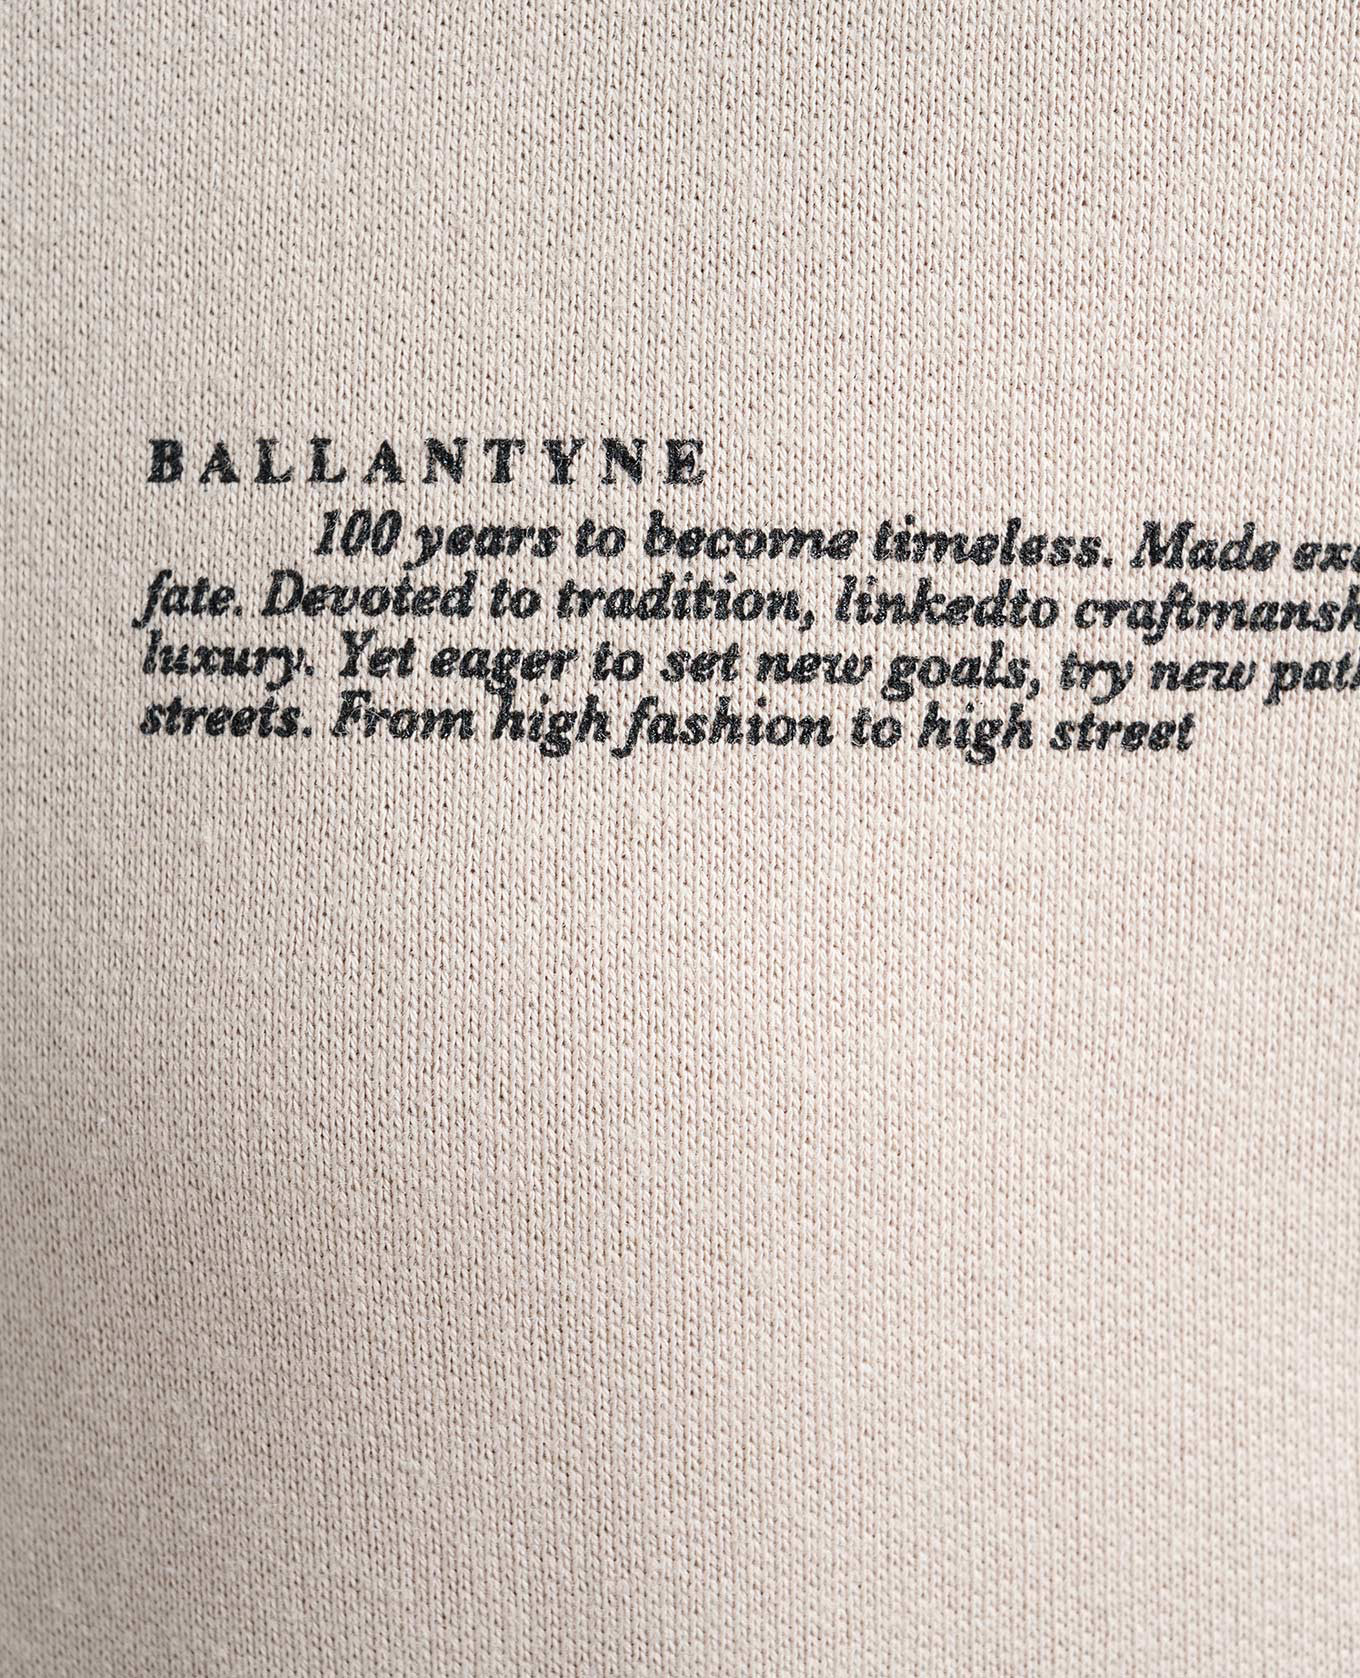 BALLANTYNE
100 years to become timeless. Made
fate. Devoted to tradition, linkedto
luxury. Yet eager to set new goals, try new
streets. From high fashion to high street